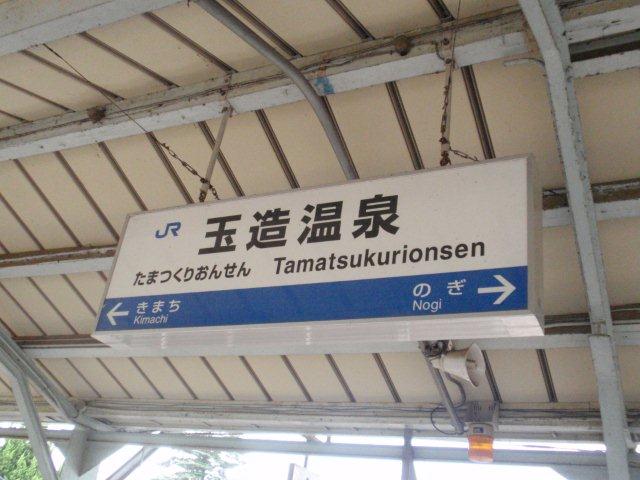 JR 玉造温泉
たまつくりおんせん Tamatsukurionsen
← きまち のぎ →
Kimachi Nogi